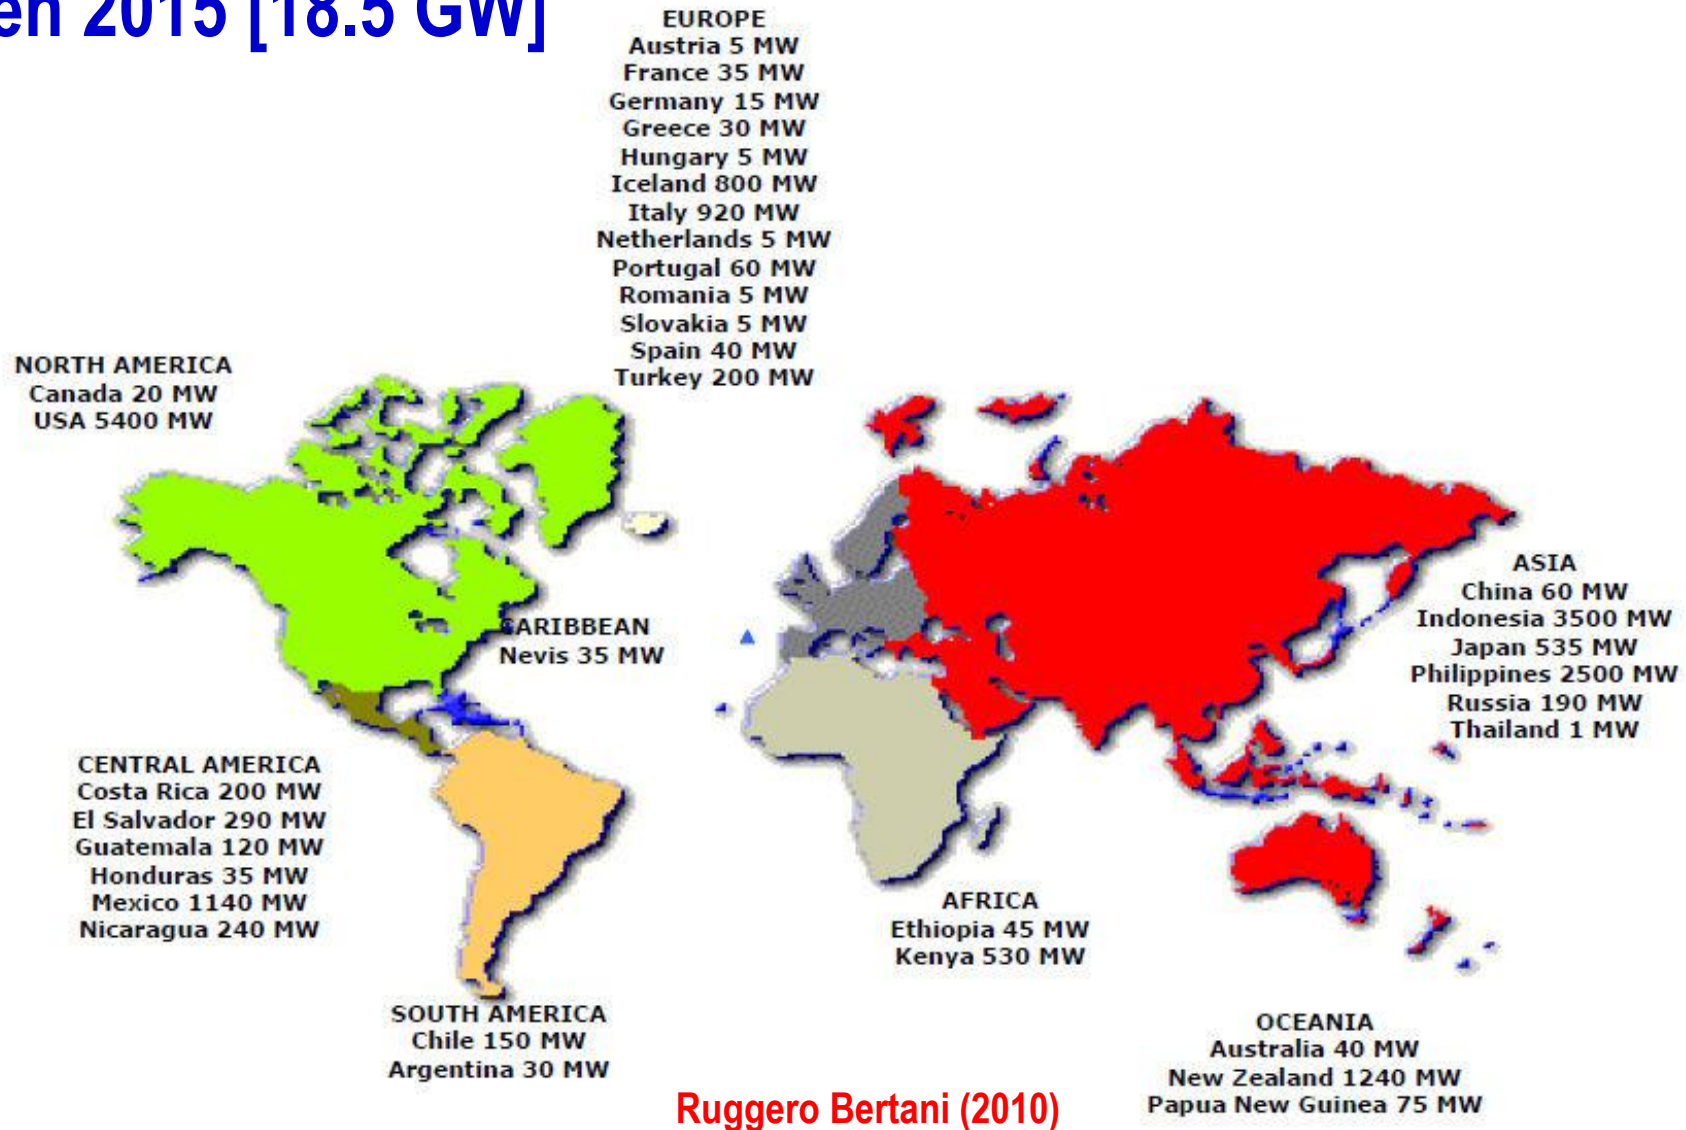 en 2015 [18.5 GW]
EUROPE
Austria 5 MW
France 35 MW
Germany 15 MW
Greece 30 MW
Hungary 5 MW
Iceland 800 MW
Italy 920 MW
Netherlands 5 MW
Portugal 60 MW
Romania 5 MW
Slovakia 5 MW
Spain 40 MW
Turkey 200 MW
NORTH AMERICA
Canada 20 MW
USA 5400 MW
CARIBBEAN
Nevis 35 MW
ASIA
China 60 MW
Indonesia 3500 MW
Japan 535 MW
Philippines 2500 MW
Russia 190 MW
Thailand 1 MW
CENTRAL AMERICA
Costa Rica 200 MW
El Salvador 290 MW
Guatemala 120 MW
Honduras 35 MW
Mexico 1140 MW
Nicaragua 240 MW
AFRICA
Ethiopia 45 MW
Kenya 530 MW
SOUTH AMERICA
Chile 150 MW
Argentina 30 MW
OCEANIA
Australia 40 MW
New Zealand 1240 MW
Papua New Guinea 75 MW
Ruggero Bertani (2010)